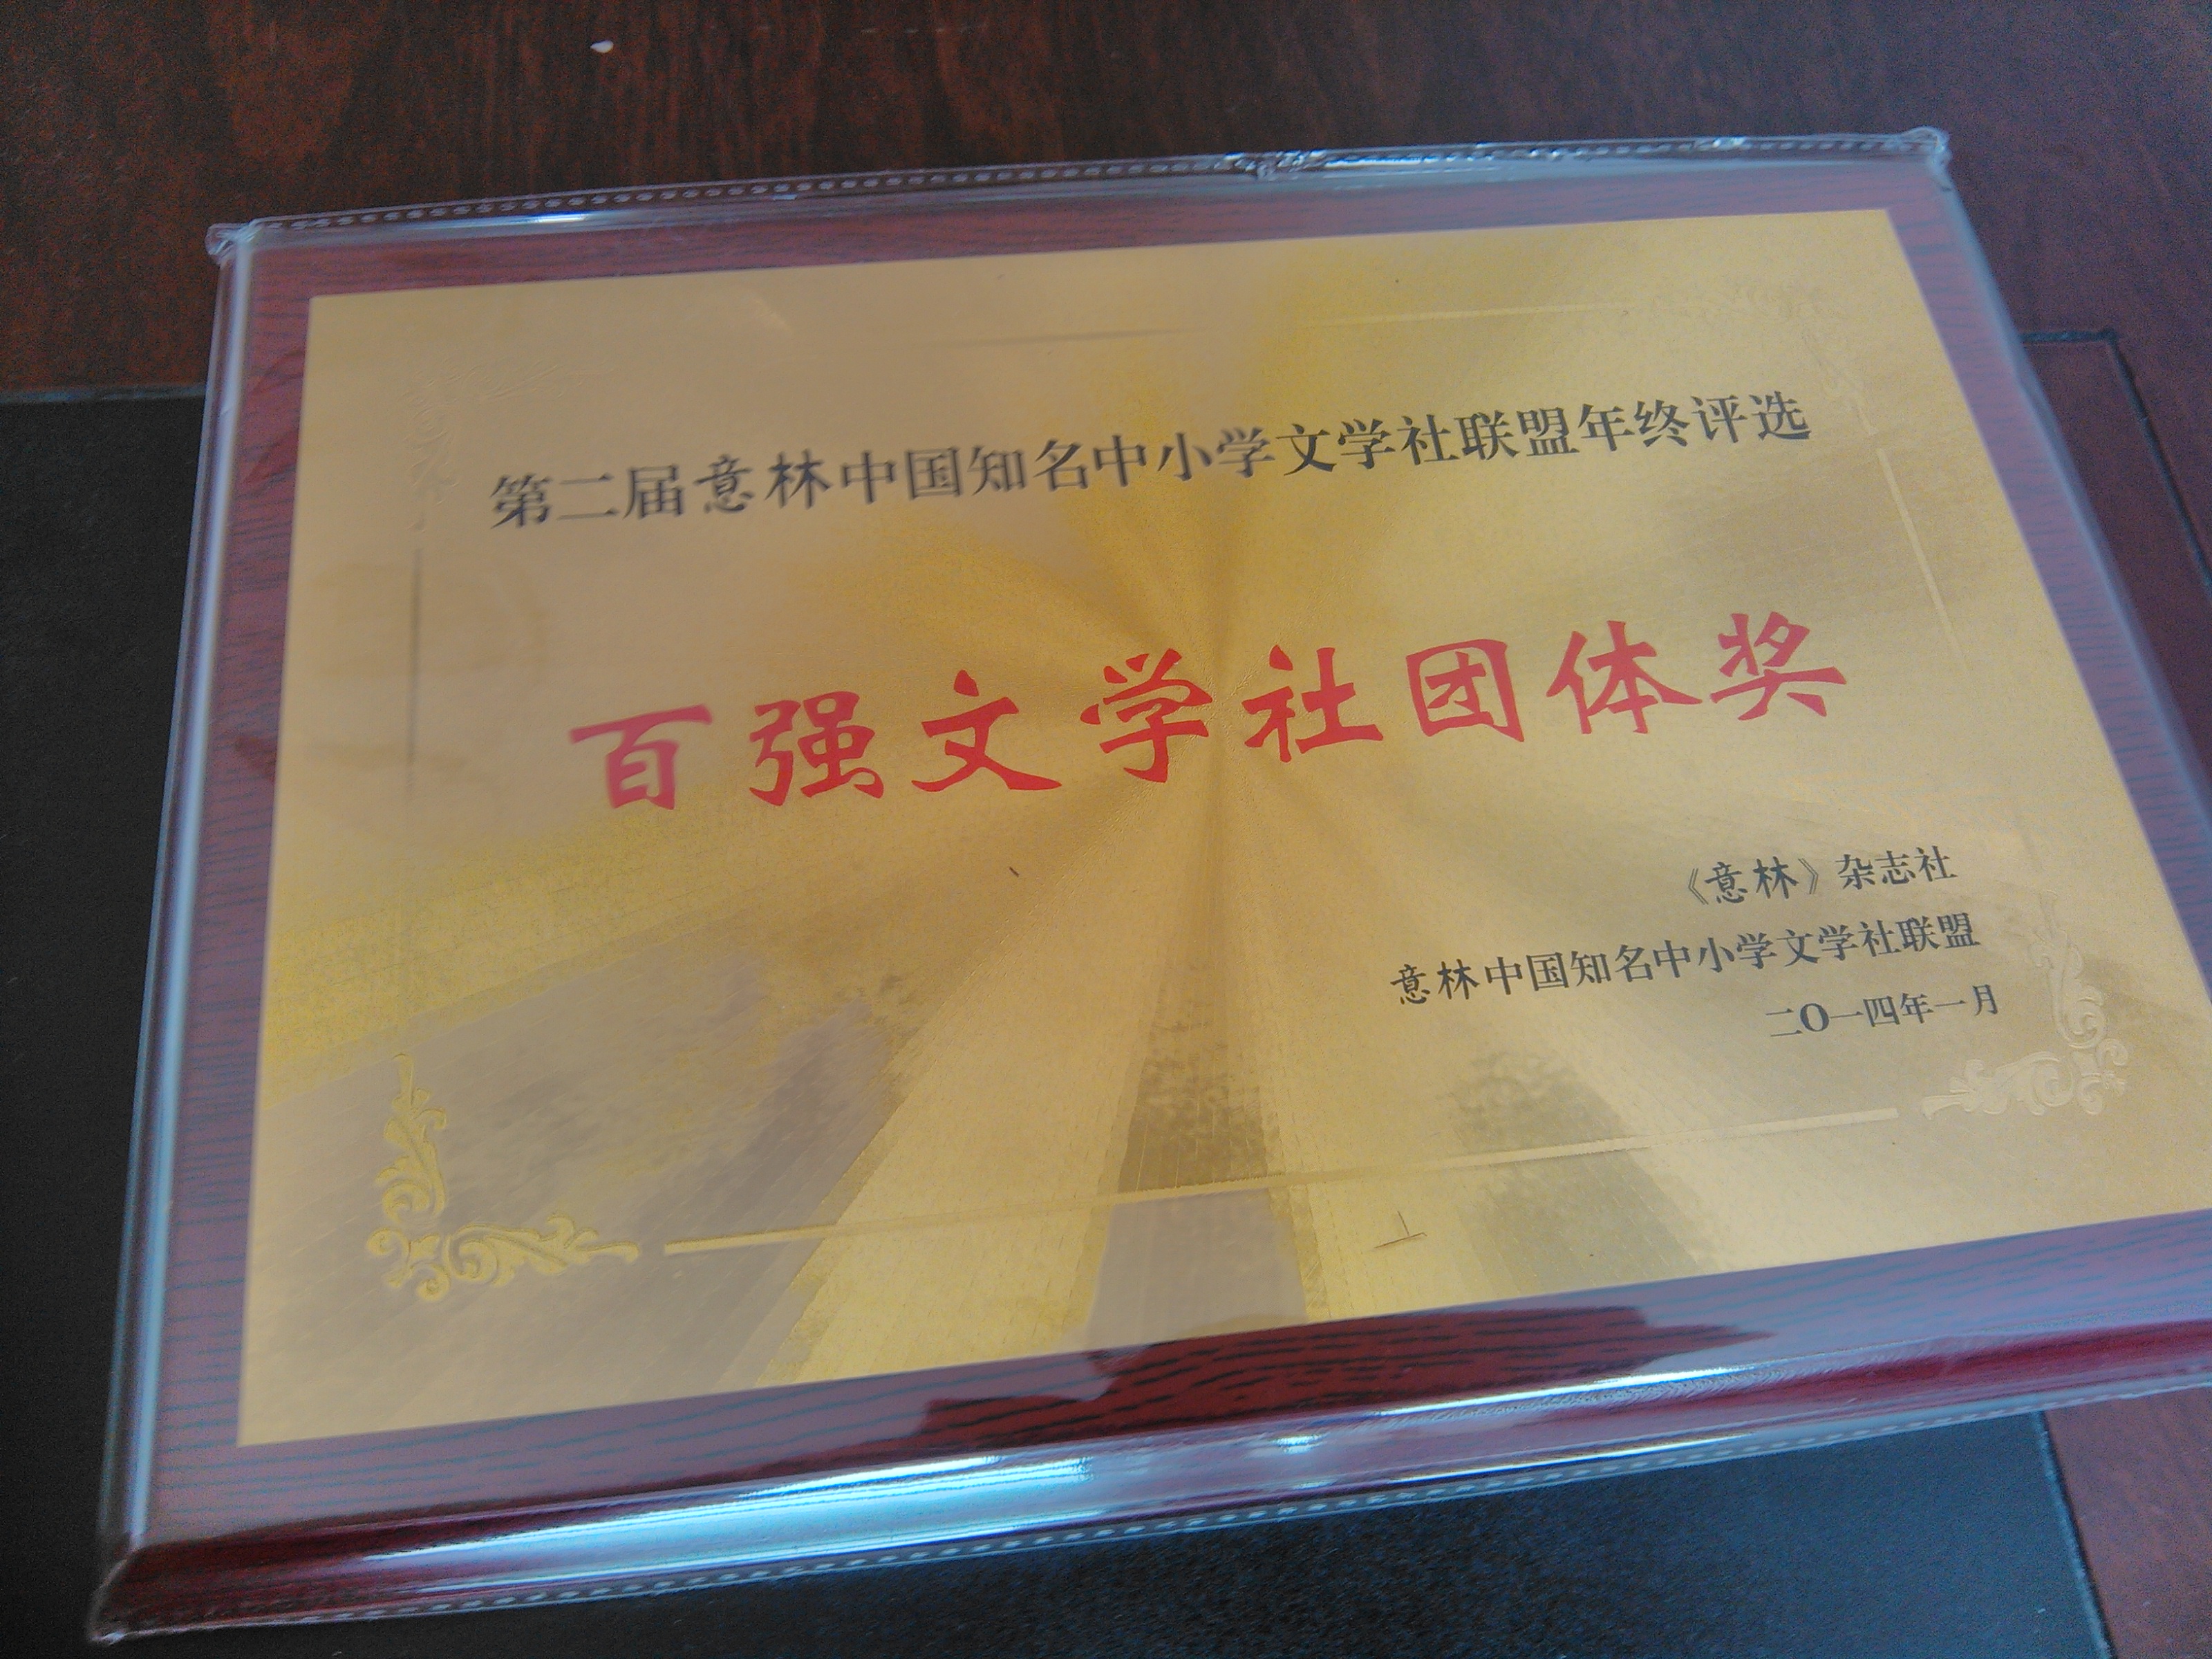 第二届意林中国知名中小学文学社联盟年终评选
百强文学社团体奖
《意林》杂志社
意林中国知名中小学文学社联盟
二〇一四年一月